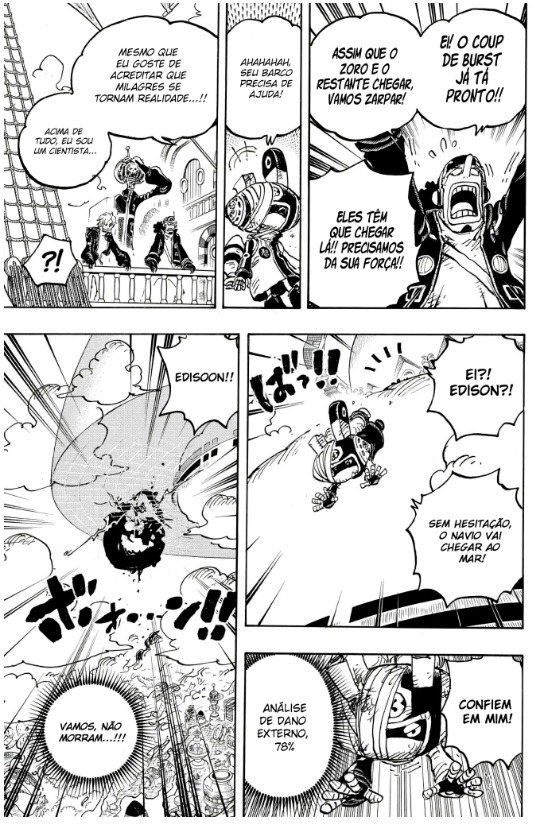 EI! O COUP
DE BURST
JÁ TÁ
PRONTO!!
ASSIM QUE O
ZORO E O
RESTANTE CHEGAR,
VAMOS ZARPAR!
ELES TÊM
QUE CHEGAR
LÁ!! PRECISAMOS
DA SUA FORÇA!!
AHAHAHAH,
SEU BARCO
PRECISA DE
AJUDA!
MESMO QUE
EU GOSTE DE
ACREDITAR QUE
MILAGRES SE
TORNAM REALIDADE...!!
ACIMA DE
TUDO, EU SOU
UM CIENTISTA...
?!
EI?!
EDISON?!
ばっ!!
SEM HESITAÇÃO,
O NAVIO VAI
CHEGAR AO
MAR!
EDISOON!!
ボォーーン!!
VAMOS, NÃO
MORRAM...!!!
CONFIEM
EM MIM!
ANÁLISE
DE DANO
EXTERNO,
78%